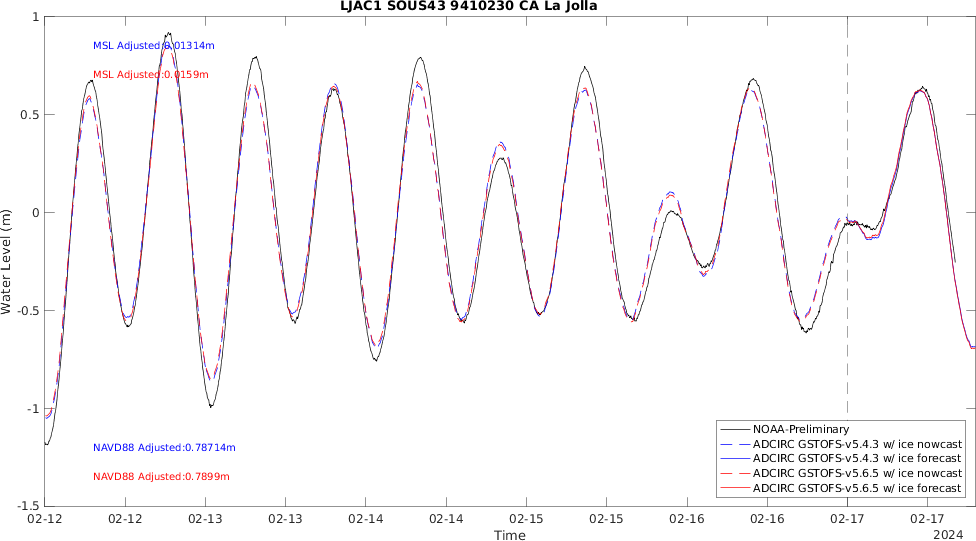 LJAC1 SOUS43 9410230 CA La Jolla
1
0.5
0
-0.5
-1
-1.5
Water Level (m)
MSL Adjusted:0.01314m
MSL Adjusted:0.0159m
NAVD88 Adjusted:0.78714m
NAVD88 Adjusted:0.7899m
NOAA-Preliminary
ADCIRC GSTOFS-v5.4.3 w/ ice nowcast
ADCIRC GSTOFS-v5.4.3 w/ ice forecast
ADCIRC GSTOFS-v5.6.5 w/ ice nowcast
ADCIRC GSTOFS-v5.6.5 w/ ice forecast
02-12 02-12 02-13 02-13 02-14 02-14 02-15 02-15 02-16 02-16 02-17 02-17
Time
2024